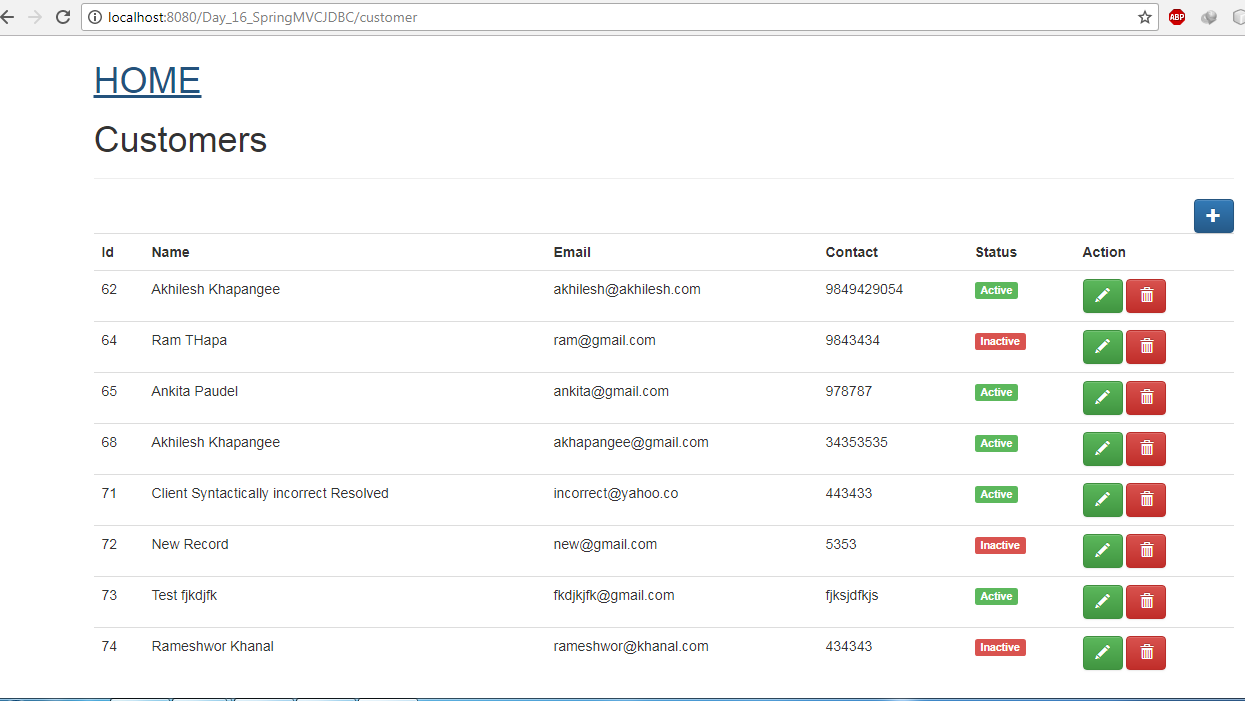 localhost:8080/Day_16_SpringMVCJDBC/customer
ABP
HOME
Customers
+
Id Name Email Contact Status Action
62 Akhilesh Khapangee akhilesh@akhilesh.com 9849429054 Active
64 Ram THapa ram@gmail.com 9843434 Inactive
65 Ankita Paudel ankita@gmail.com 978787 Active
68 Akhilesh Khapangee akhapangee@gmail.com 34353535 Active
71 Client Syntactically incorrect Resolved incorrect@yahoo.co 443433 Active
72 New Record new@gmail.com 5353 Inactive
73 Test fjkdjfk fkdjkjfk@gmail.com fjksjdfkjs Active
74 Rameshwor Khanal rameshwor@khanal.com 434343 Inactive